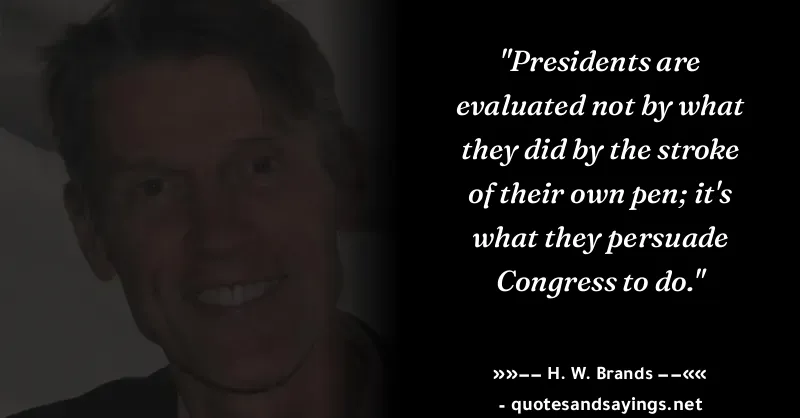 "Presidents are
evaluated not by what
they did by the stroke
of their own pen; it's
what they persuade
Congress to do."
»»–– H. W. Brands ––««
- quotesandsayings.net